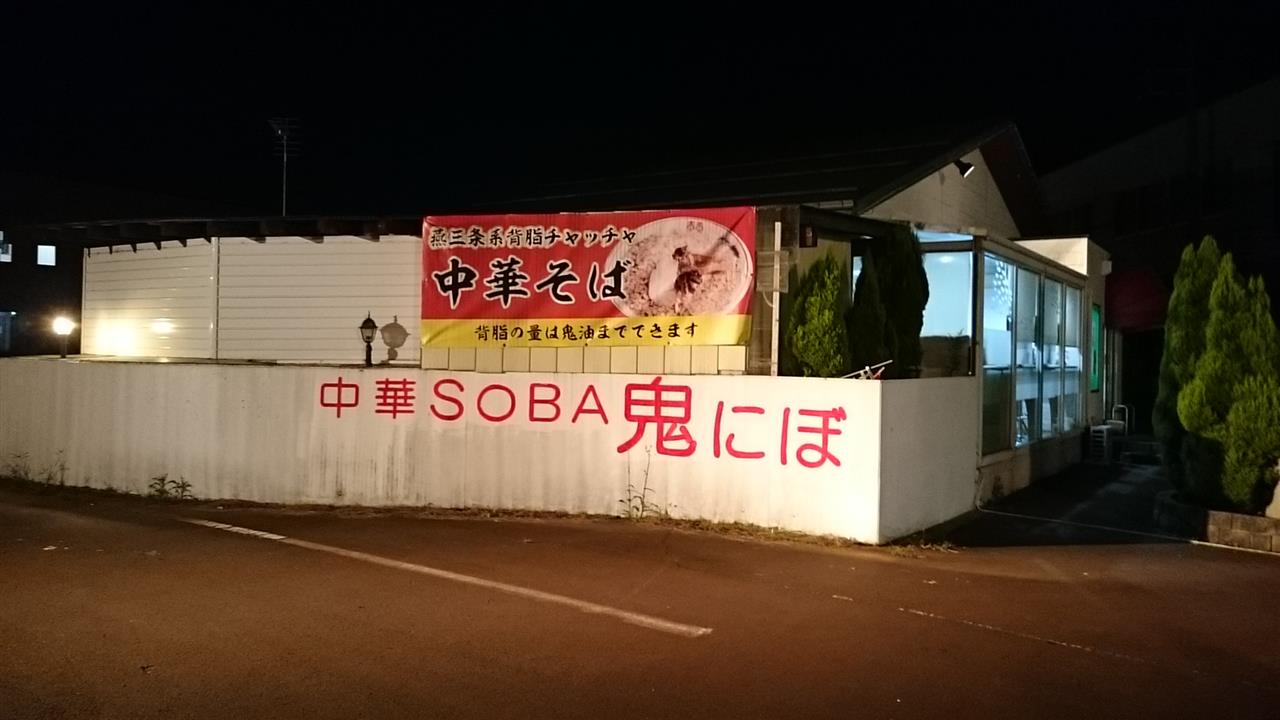 燕三条系背脂チャッチャ
中華そば
背脂の量は鬼油までできます
中華SOBA鬼にぼ